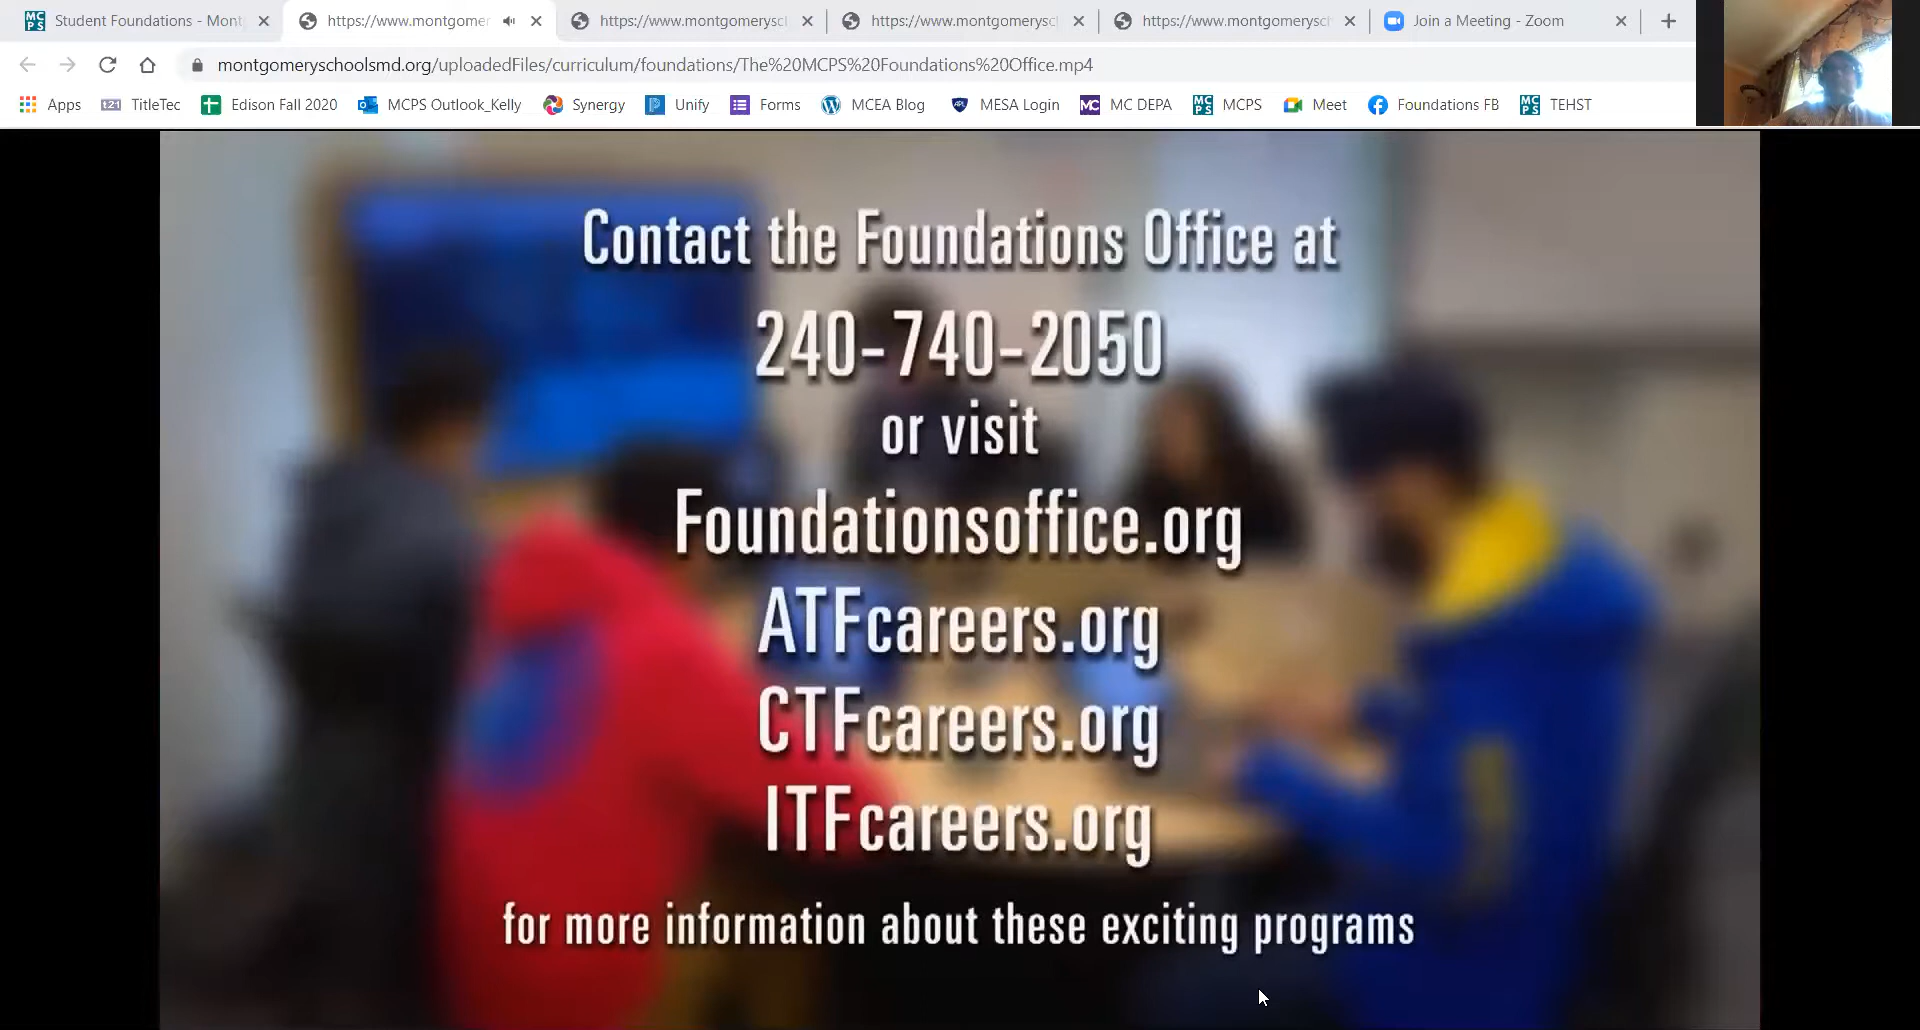 Student Foundations - Mont
https://www.montgomer
https://www.montgomerysc
https://www.montgomerysc
https://www.montgomerysc
Join a Meeting - Zoom
montgomeryschoolsmd.org/uploadedFiles/curriculum/foundations/The%20MCPS%20Foundations%20Office.mp4
Apps
TitleTec
Edison Fall 2020
MCPS Outlook_Kelly
Synergy
Unify
Forms
MCEA Blog
MESA Login
MC DEPA
MCPS
Meet
Foundations FB
TEHST
Contact the Foundations Office at
240-740-2050
or visit
Foundationsoffice.org
ATFcareers.org
CTFcareers.org
ITFcareers.org
for more information about these exciting programs